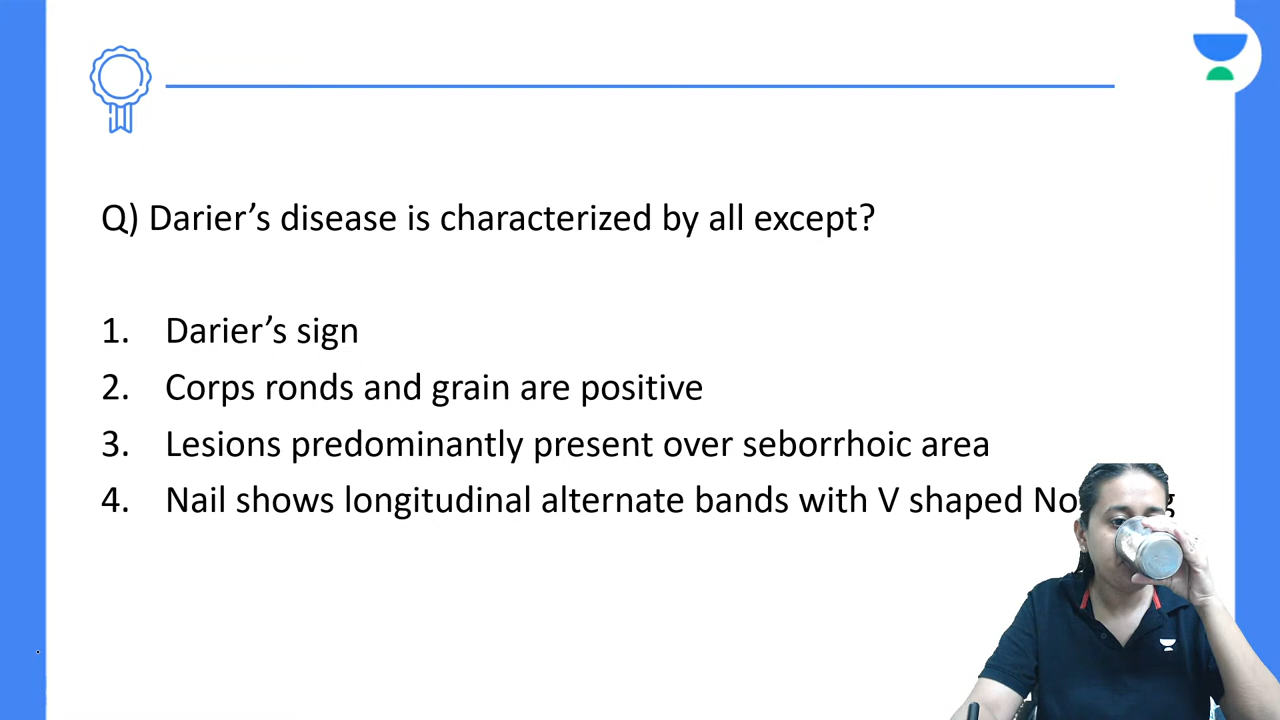 Q) Darier’s disease is characterized by all except?
1. Darier’s sign
2. Corps ronds and grain are positive
3. Lesions predominantly present over seborrhoic area
4. Nail shows longitudinal alternate bands with V shaped